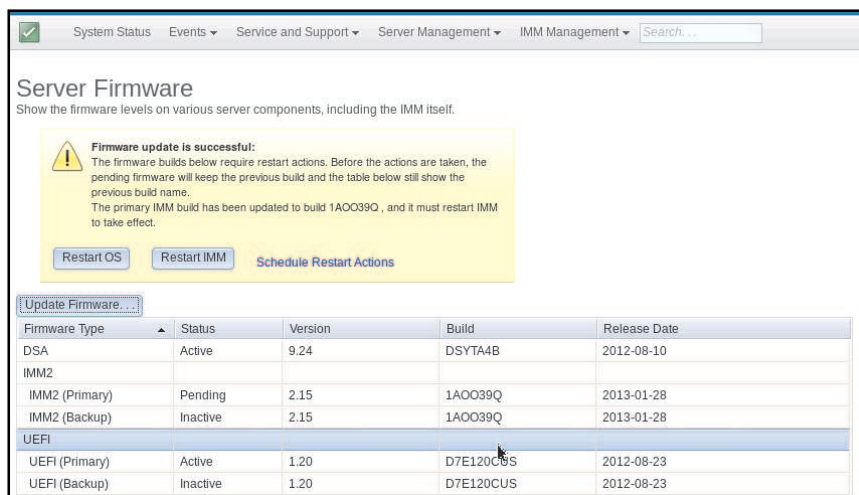 System Status Events Service and Support Server Management IMM Management Search...
Server Firmware
Show the firmware levels on various server components, including the IMM itself.
Firmware update is successful:
The firmware builds below require restart actions. Before the actions are taken, the
pending firmware will keep the previous build and the table below still show the
previous build name.
The primary IMM build has been updated to build 1AOO39Q , and it must restart IMM
to take effect.
Restart OS Restart IMM Schedule Restart Actions
Update Firmware...
Firmware Type Status Version Build Release Date
DSA Active 9.24 DSYTA4B 2012-08-10
IMM2
IMM2 (Primary) Pending 2.15 1AOO39Q 2013-01-28
IMM2 (Backup) Inactive 2.15 1AOO39Q 2013-01-28
UEFI
UEFI (Primary) Active 1.20 D7E120CUS 2012-08-23
UEFI (Backup) Inactive 1.20 D7E120CUS 2012-08-23